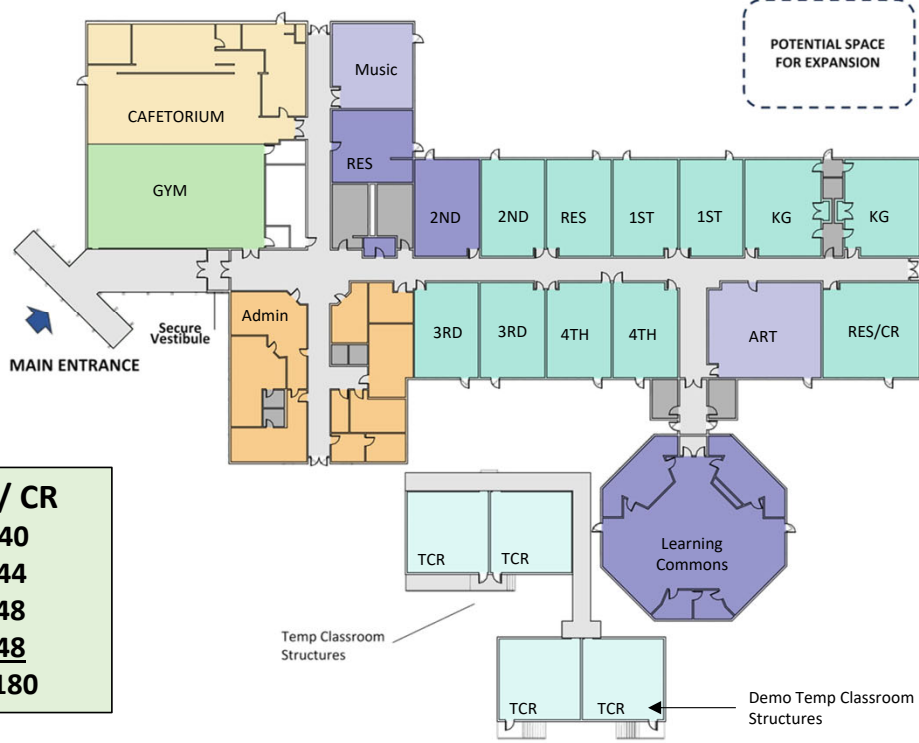 POTENTIAL SPACE
FOR EXPANSION
Music
CAFETORIUM
RES
GYM
2ND
2ND
RES
1ST
1ST
KG
KG
Admin
Secure
Vestibule
MAIN ENTRANCE
3RD
3RD
4TH
4TH
ART
RES/CR
/ CR
40
44
48
48
180
Learning
Commons
TCR
TCR
Temp Classroom
Structures
TCR
TCR
Demo Temp Classroom
Structures